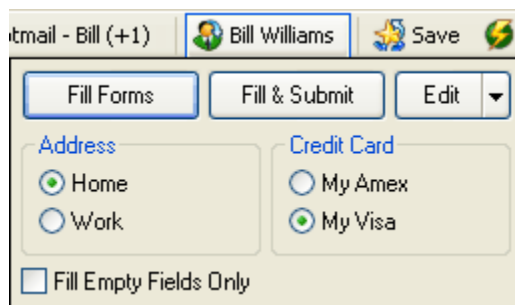 tmail - Bill (+1) Bill Williams Save
Fill Forms Fill & Submit Edit
Address Credit Card
Home My Amex
Work My Visa
Fill Empty Fields Only